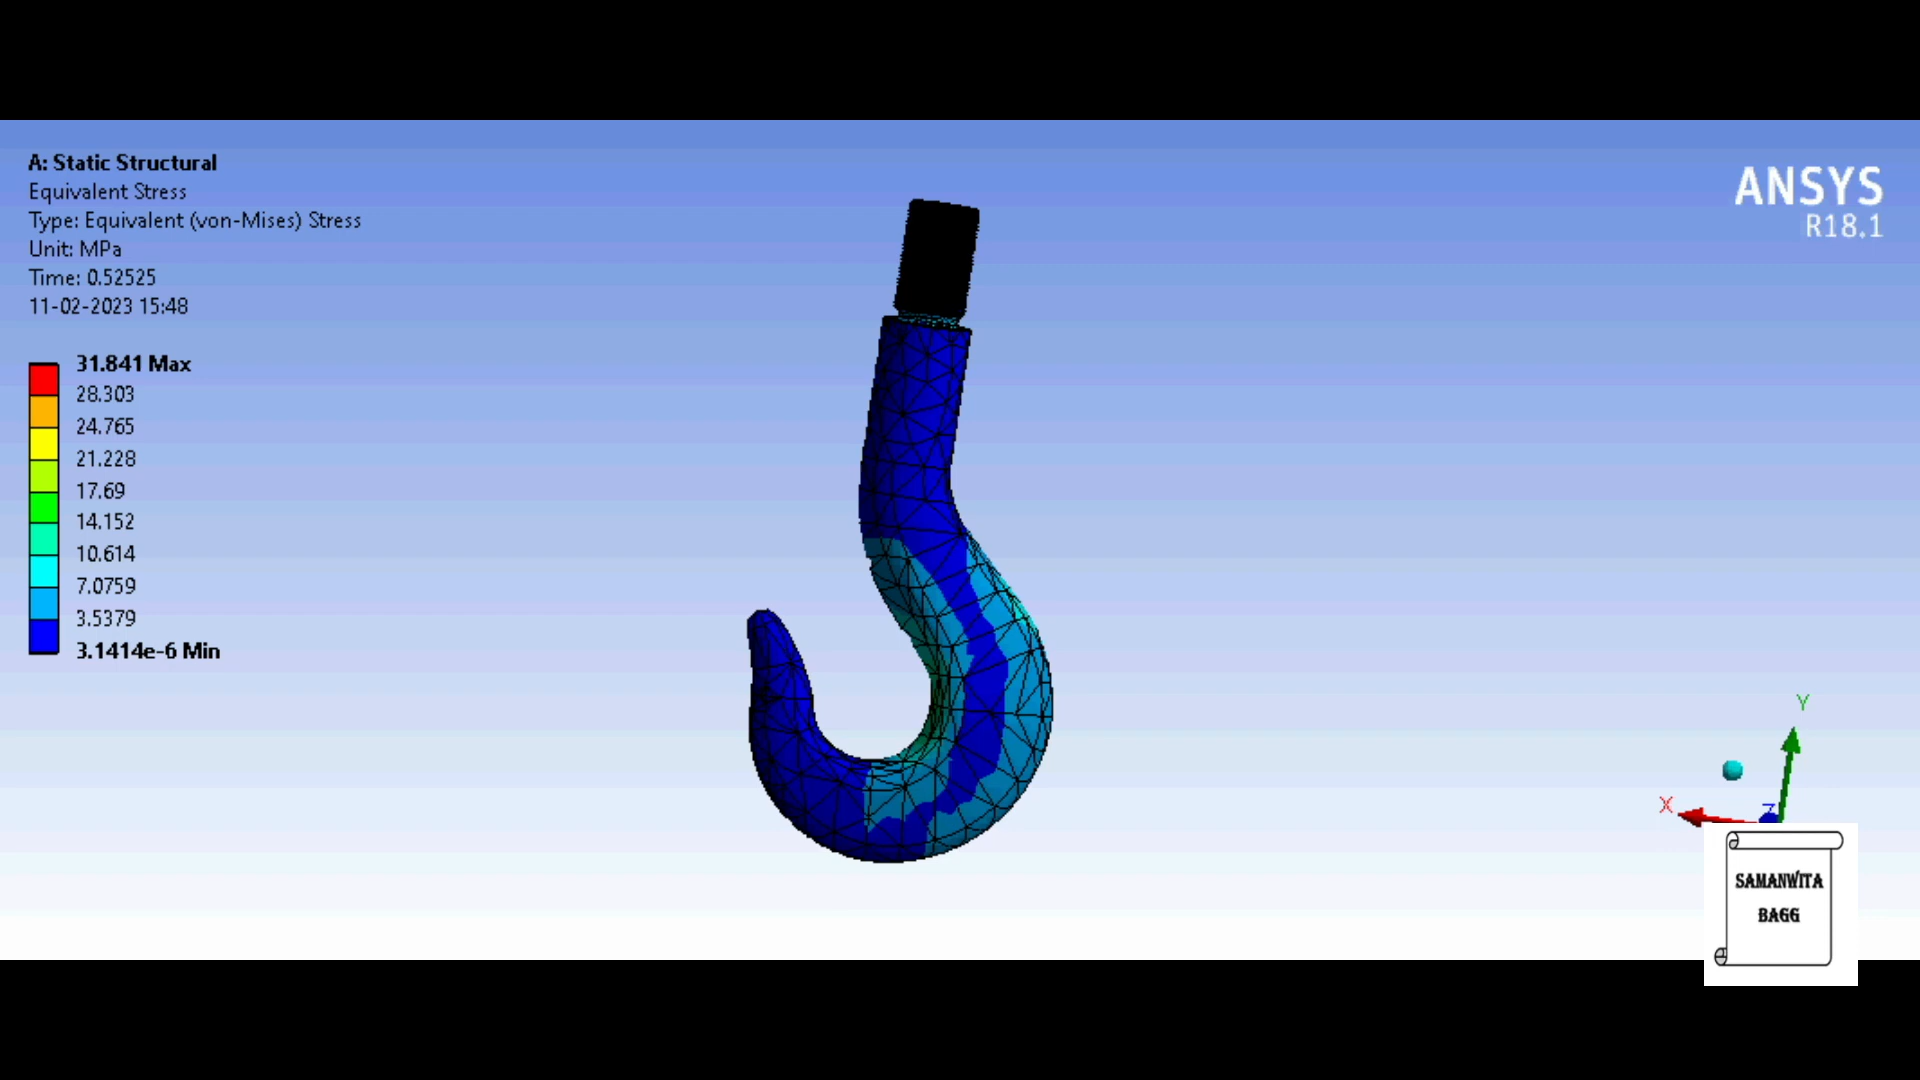 A: Static Structural
Equivalent Stress
Type: Equivalent (von-Mises) Stress
Unit: MPa
Time: 0.52525
11-02-2023 15:48
31.841 Max
28.303
24.765
21.228
17.69
14.152
10.614
7.0759
3.5379
3.1414e-6 Min
ANSYS
R18.1
Y
X
Z
SAMANWITA
BAGG